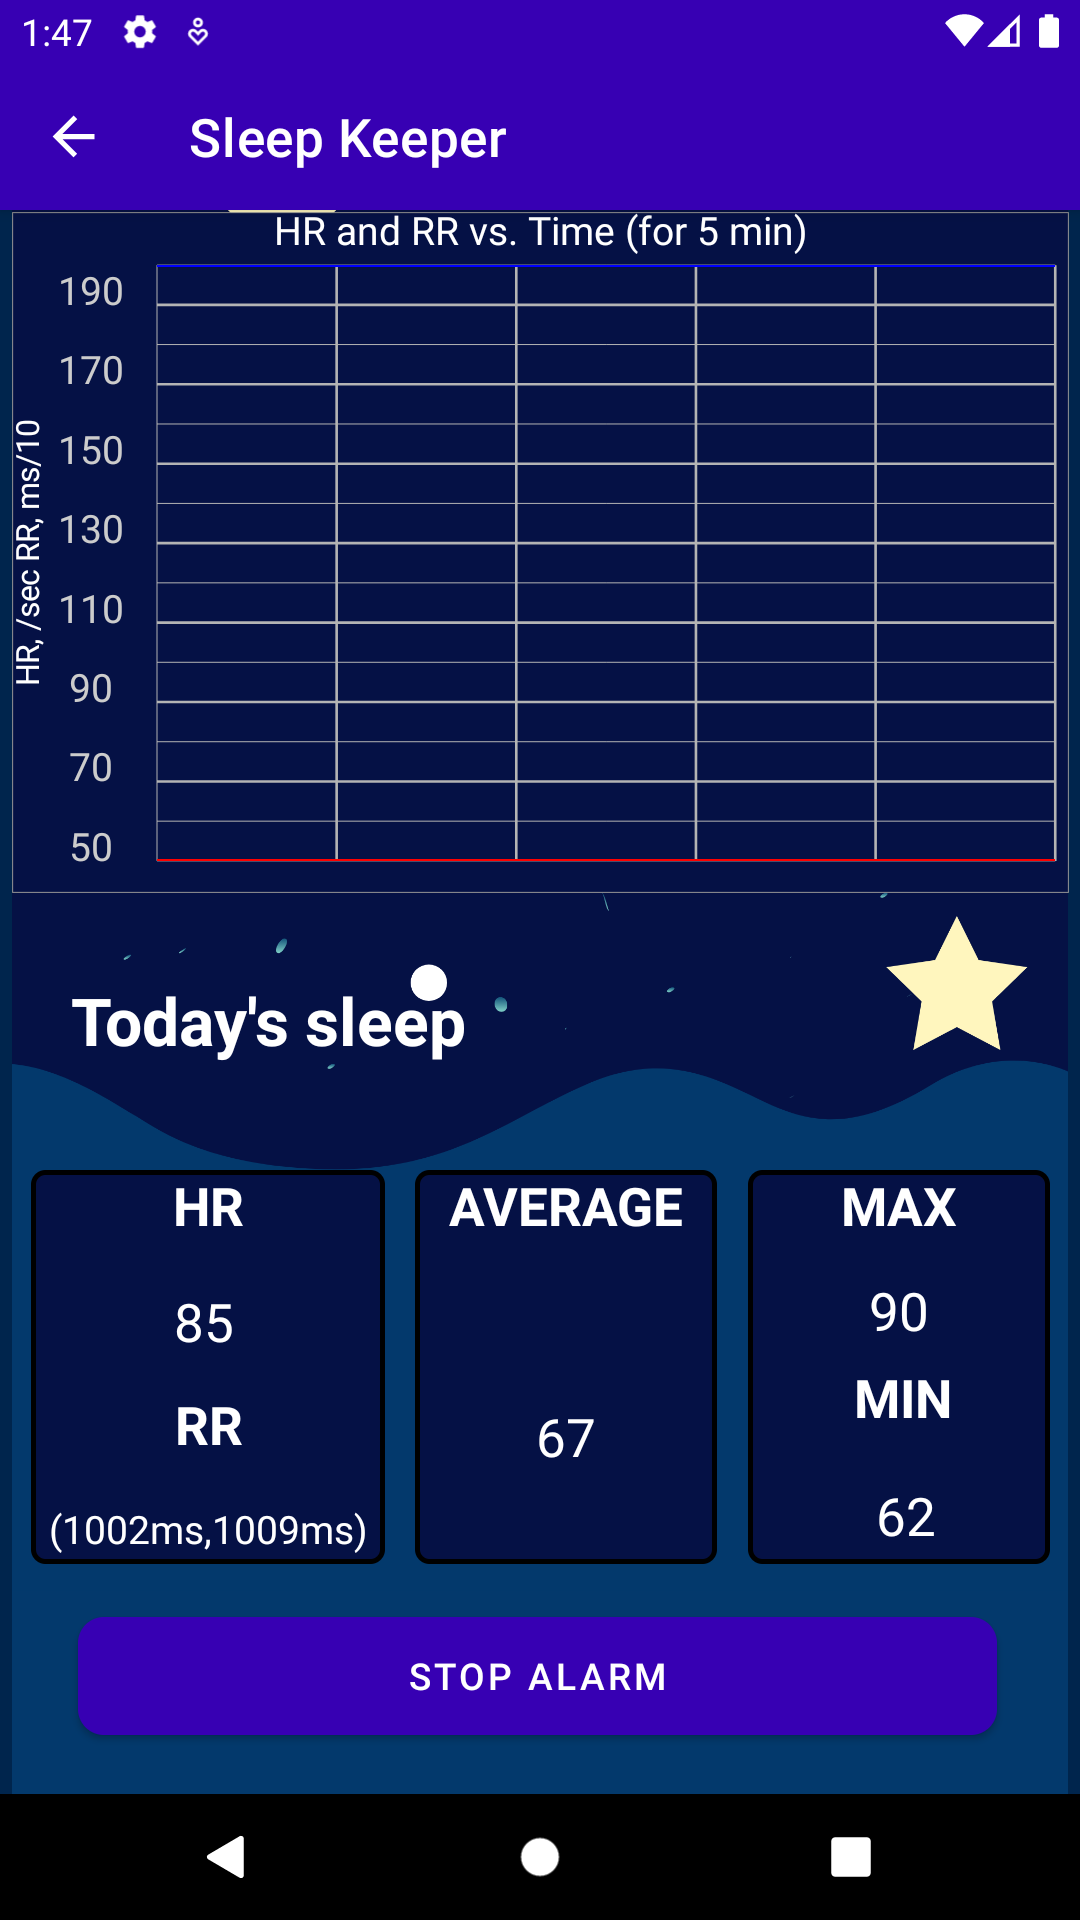 1:47
Sleep Keeper
HR and RR vs. Time (for 5 min)
190
170
150
130
110
90
70
50
HR, /sec RR, ms/10
Today's sleep
HR
85
RR
(1002ms,1009ms)
AVERAGE
67
MAX
90
MIN
62
STOP ALARM